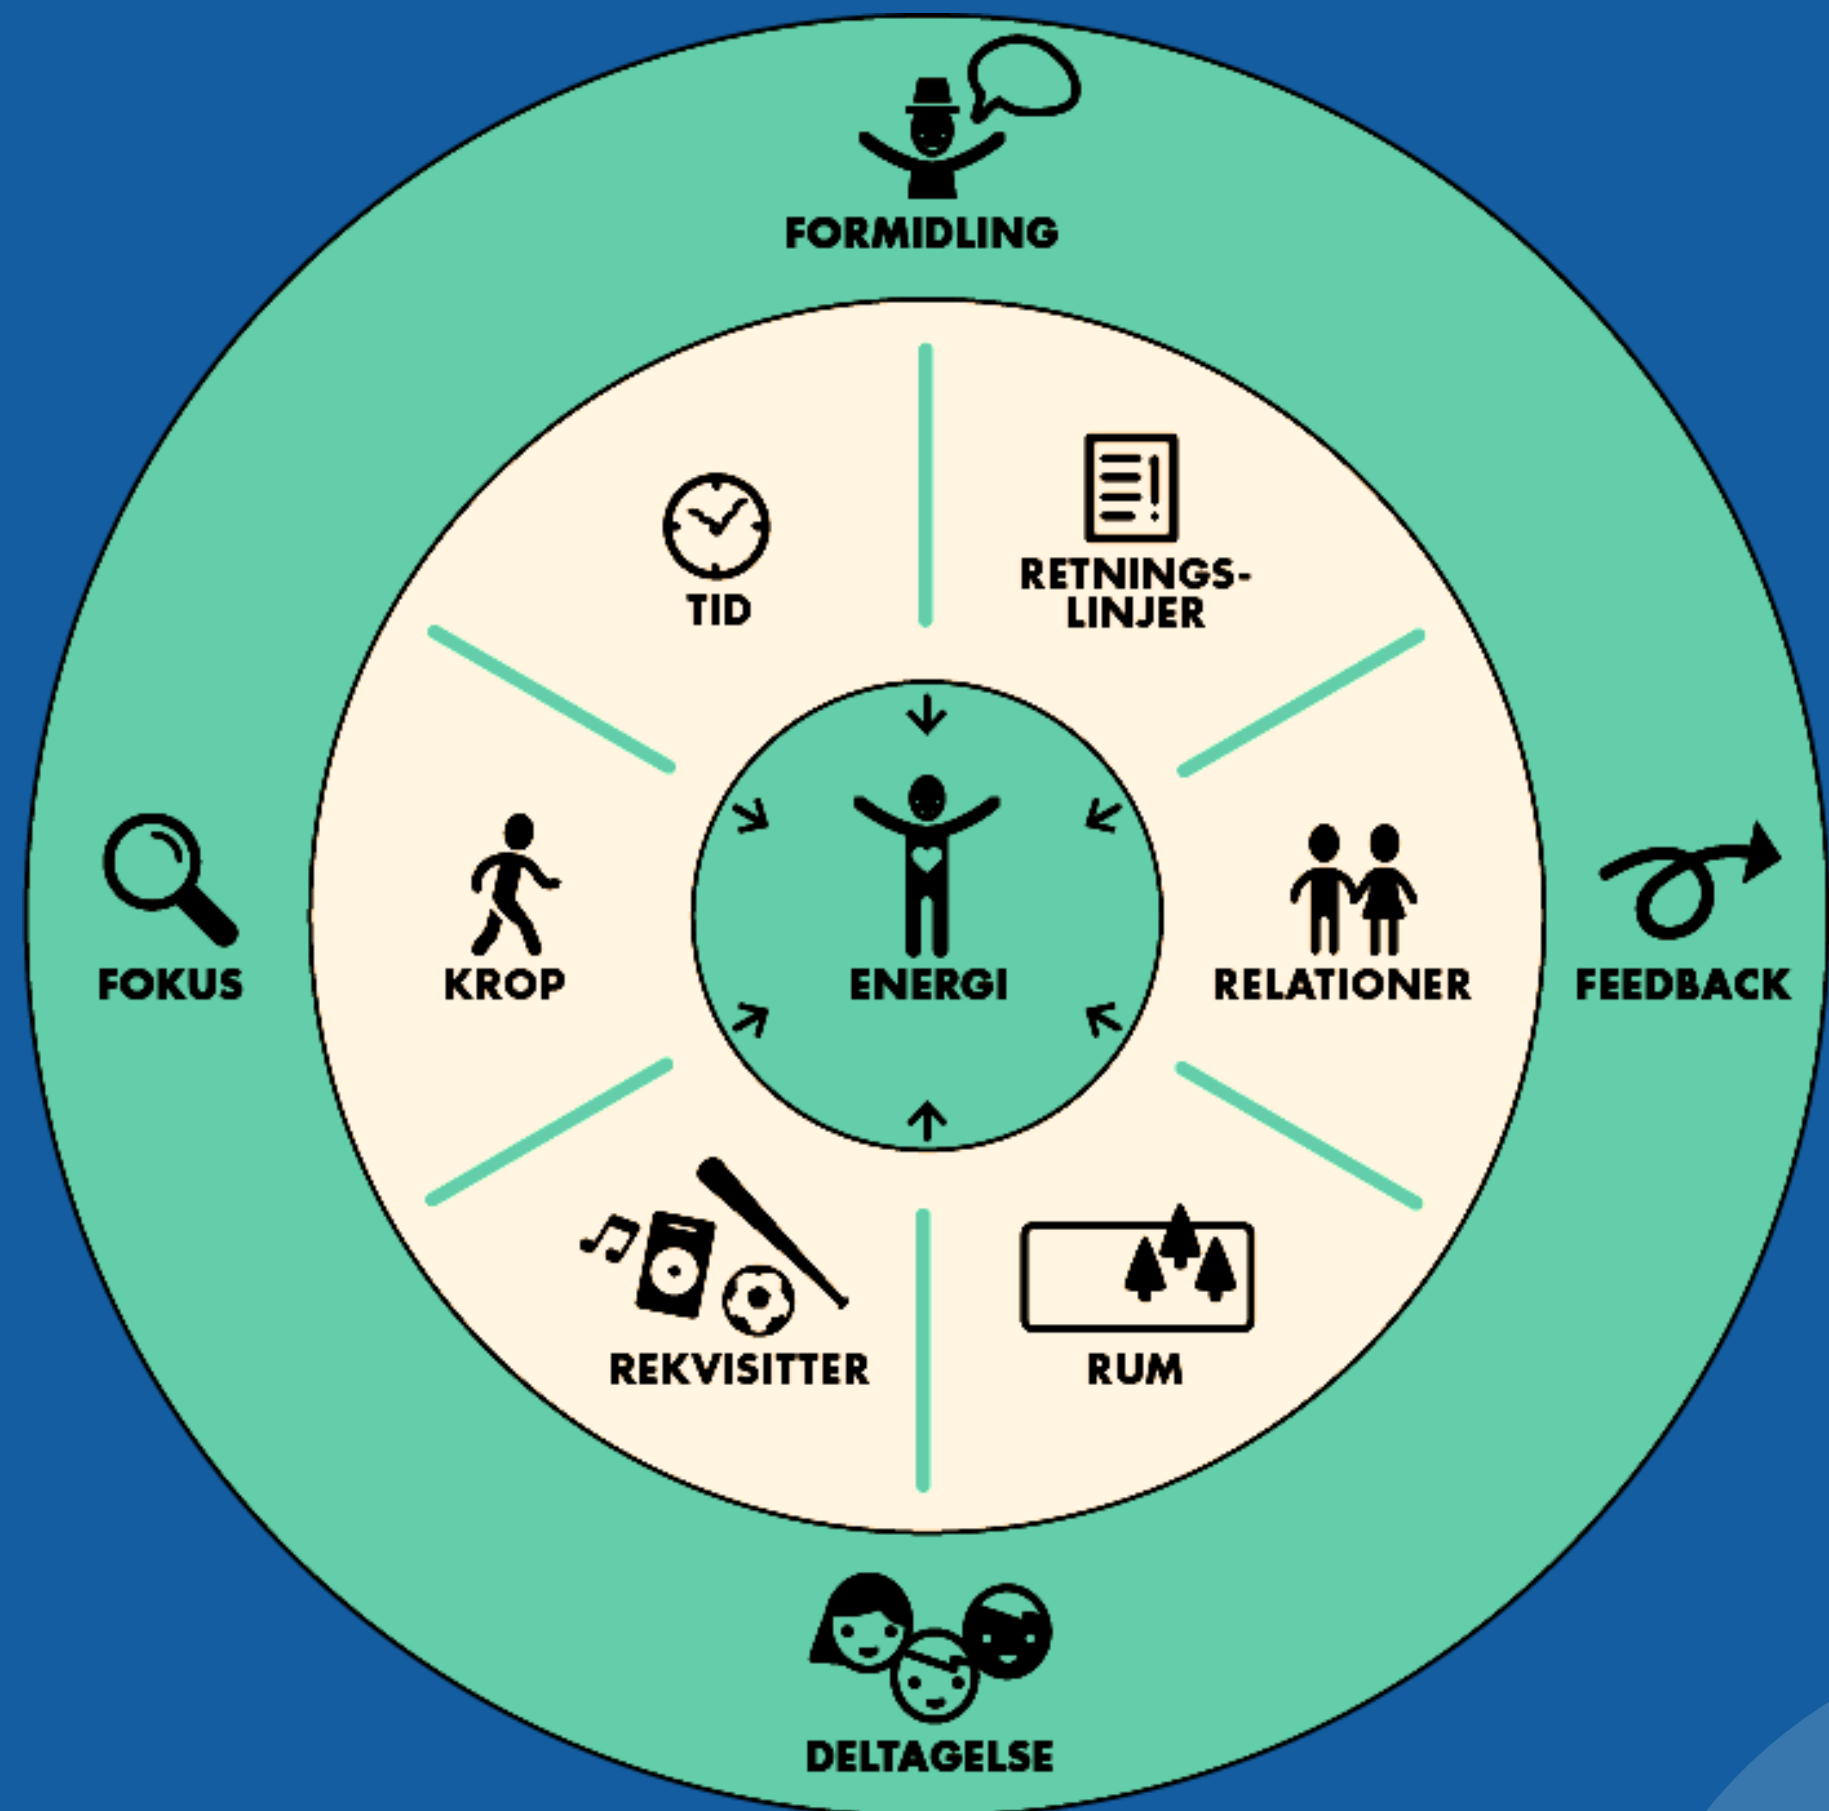 FORMIDLING
TID
RETNINGS-
LINJER
FOKUS
KROP
ENERGI
RELATIONER
FEEDBACK
REKVISITTER
RUM
DELTAGELSE